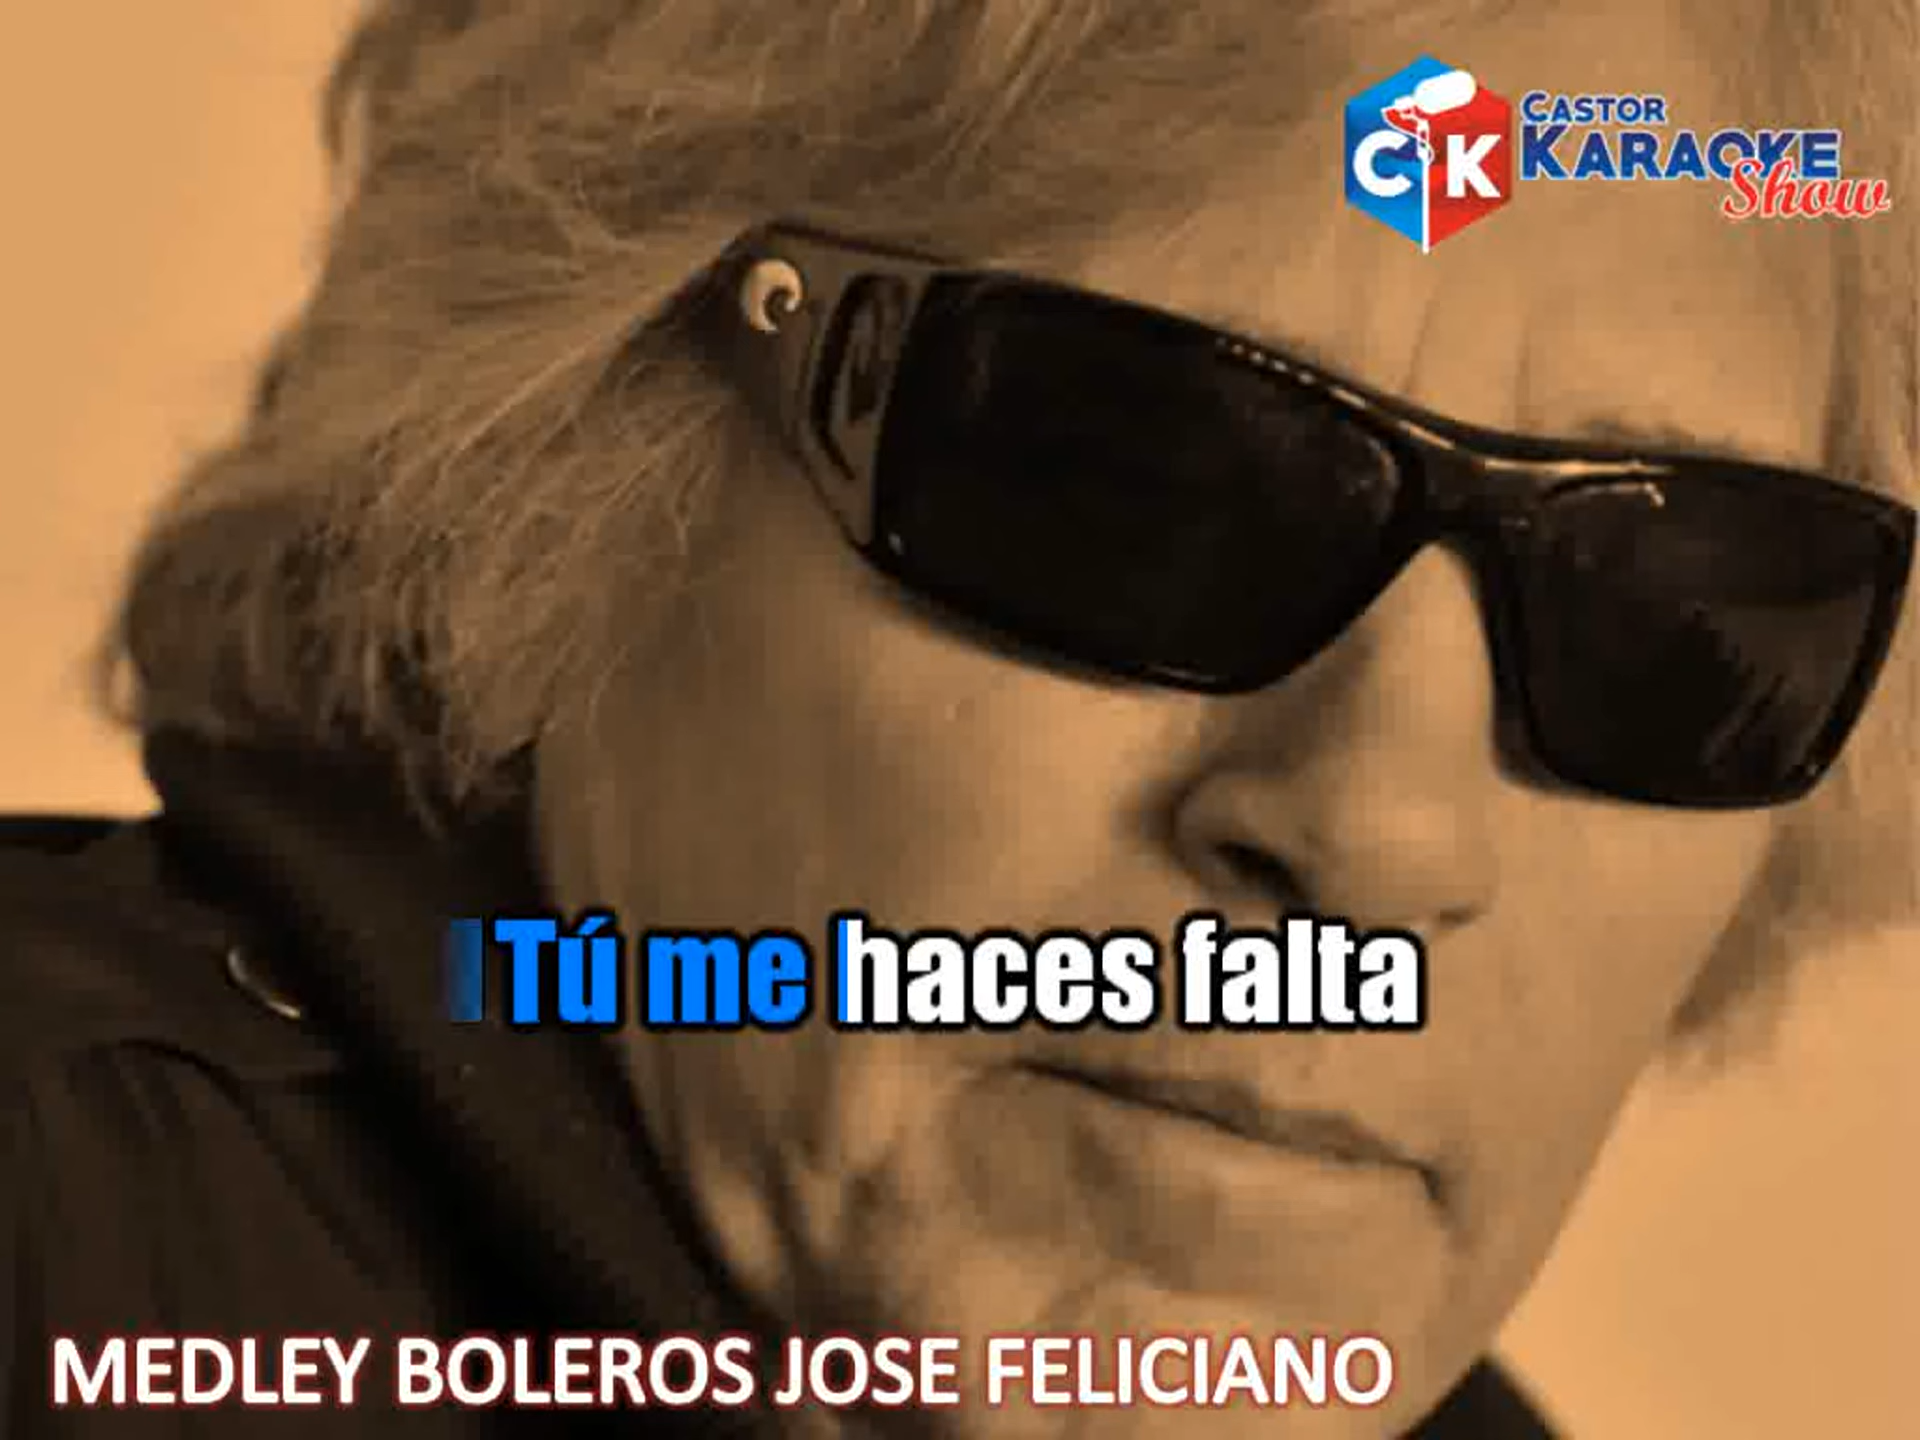 CK
CASTOR
KARAOKE
Show
Tú me haces falta
MEDLEY BOLEROS JOSE FELICIANO